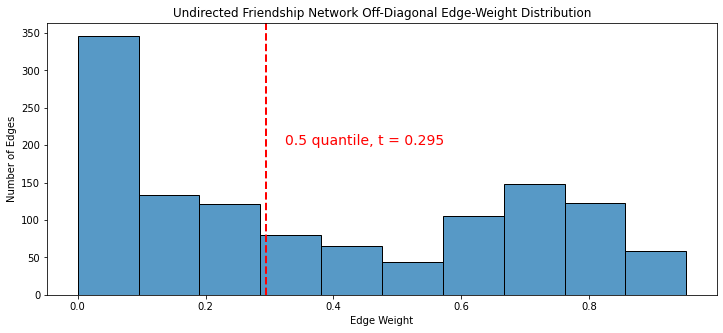 Undirected Friendship Network Off-Diagonal Edge-Weight Distribution
350
300
250
200
150
100
50
0
Number of Edges
0.5 quantile, t = 0.295
0.0 0.2 0.4 0.6 0.8
Edge Weight